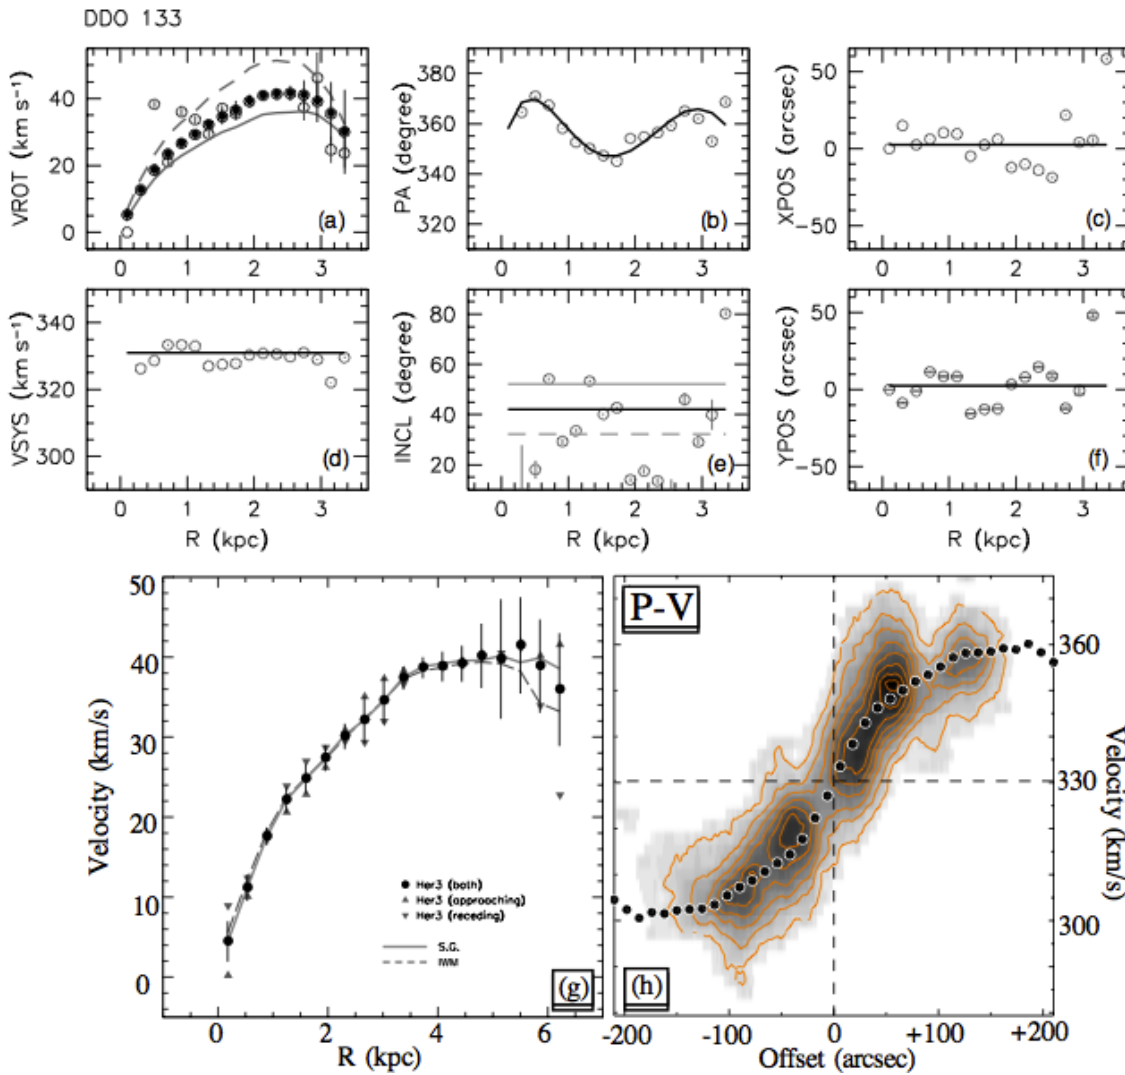 DDO 133
VROT (km s⁻¹)
40
20
0
(a)
0 1 2 3
PA (degree)
380
360
340
320
(b)
0 1 2 3
XPOS (arcsec)
50
0
-50
(c)
0 1 2 3
VSYS (km s⁻¹)
340
320
300
(d)
0 1 2 3
R (kpc)
INCL (degree)
80
60
40
20
(e)
0 1 2 3
R (kpc)
YPOS (arcsec)
50
0
-50
(f)
0 1 2 3
R (kpc)
Velocity (km/s)
50
40
30
20
10
0
Her3 (both)
Her3 (approaching)
Her3 (receding)
S.G.
IWM
(g)
0 2 4 6
R (kpc)
P-V
360
330
300
Velocity (km/s)
(h)
-200 -100 0 +100 +200
Offset (arcsec)